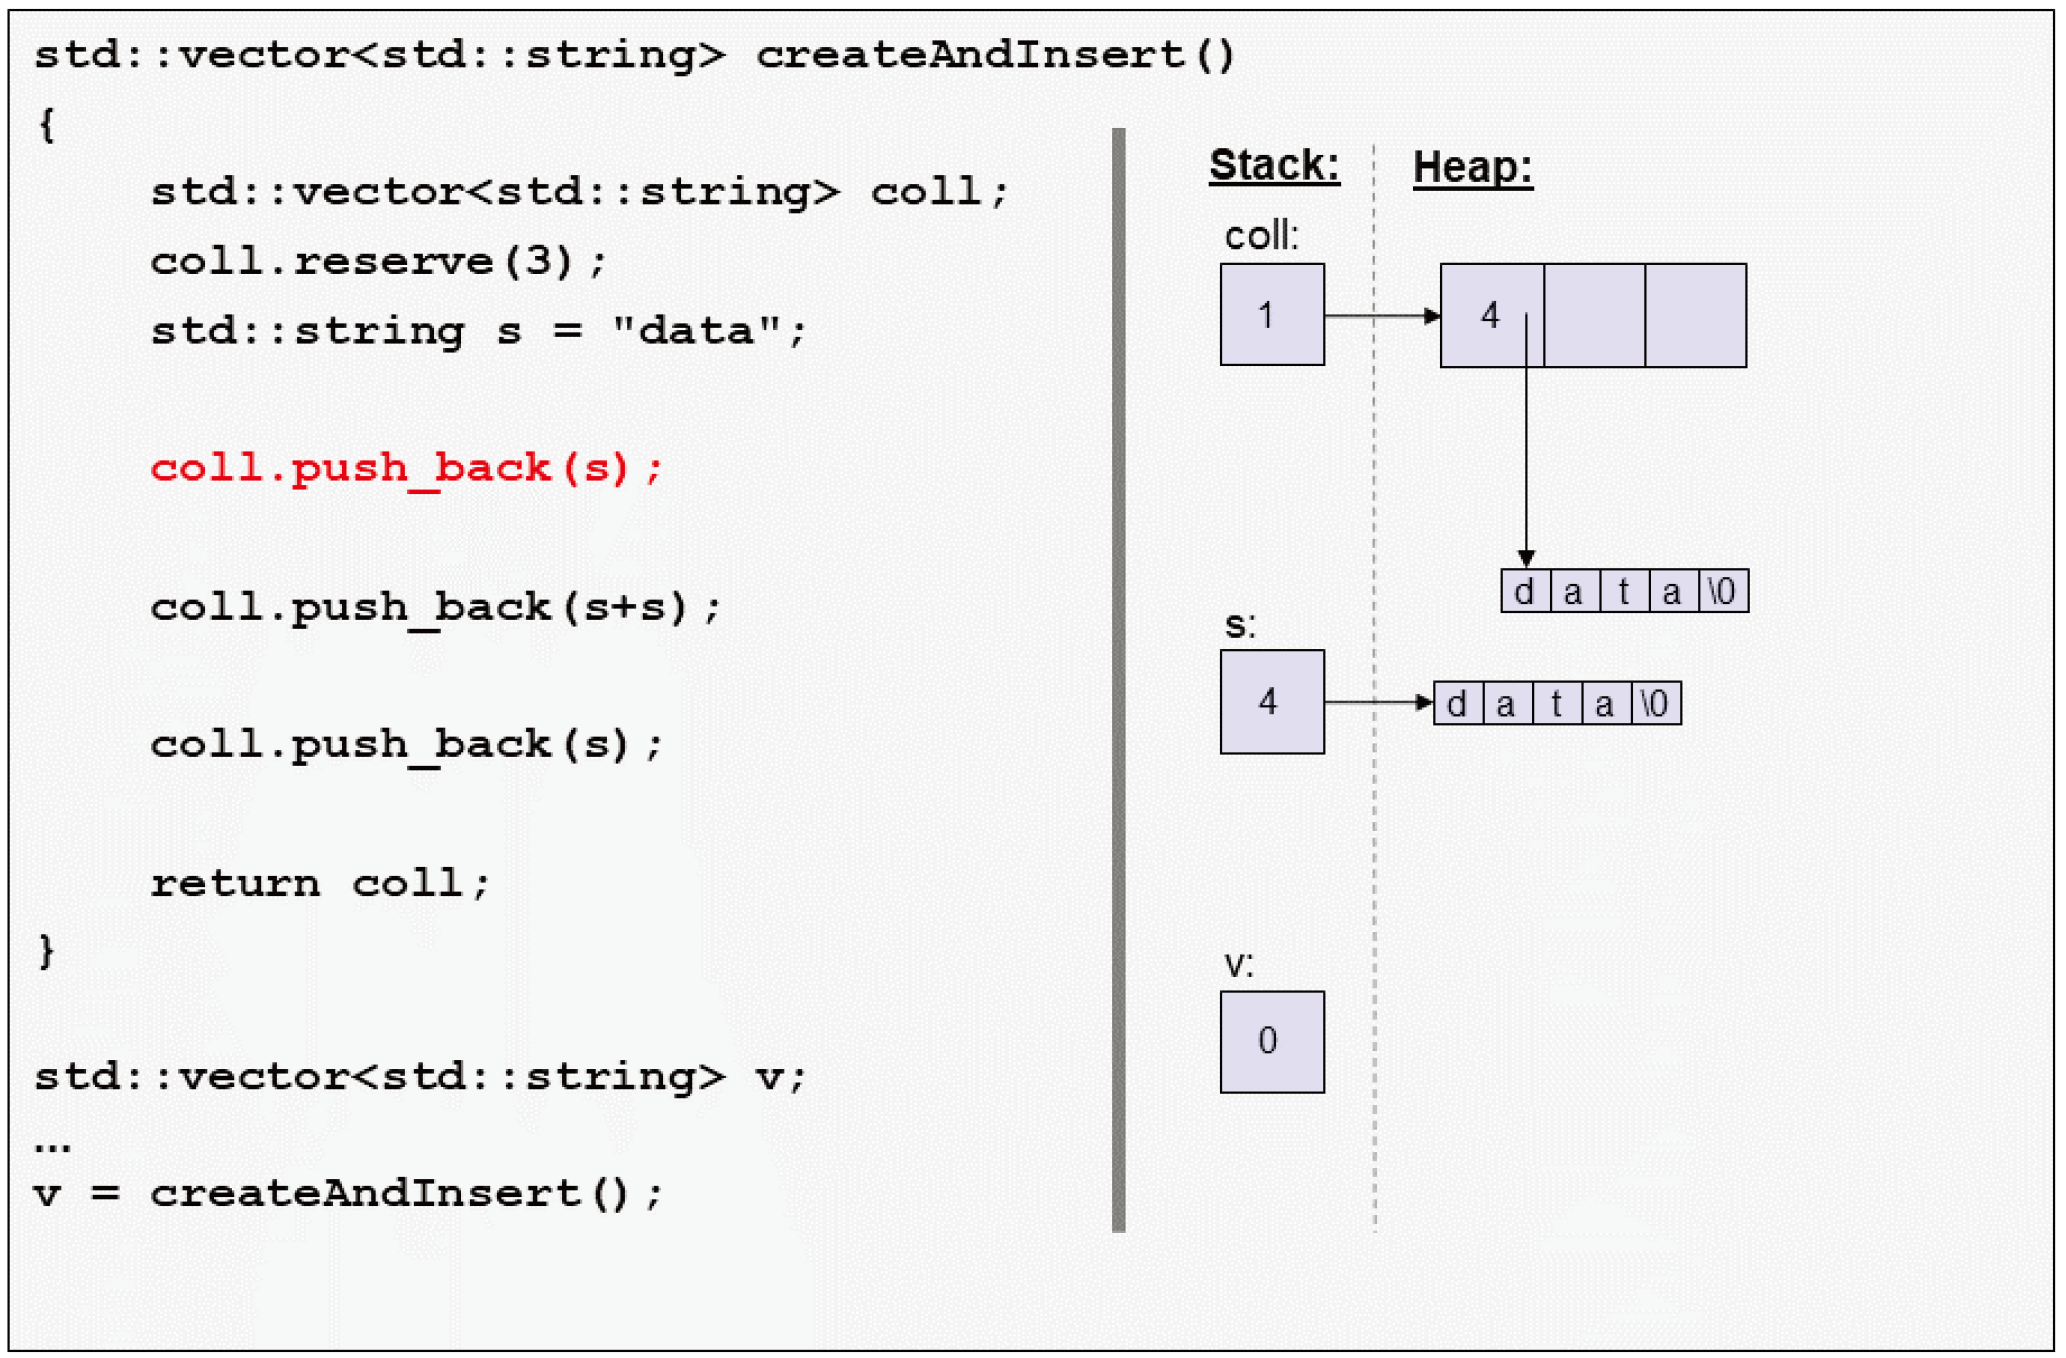 std::vector<std::string> createAndInsert()
{
std::vector<std::string> coll;
coll.reserve(3);
std::string s = "data";
coll.push_back(s);
coll.push_back(s+s);
coll.push_back(s);
return coll;
}
std::vector<std::string> v;
...
v = createAndInsert();
Stack: Heap:
coll:
1 4
d a t a \0
s:
4 d a t a \0
v:
0